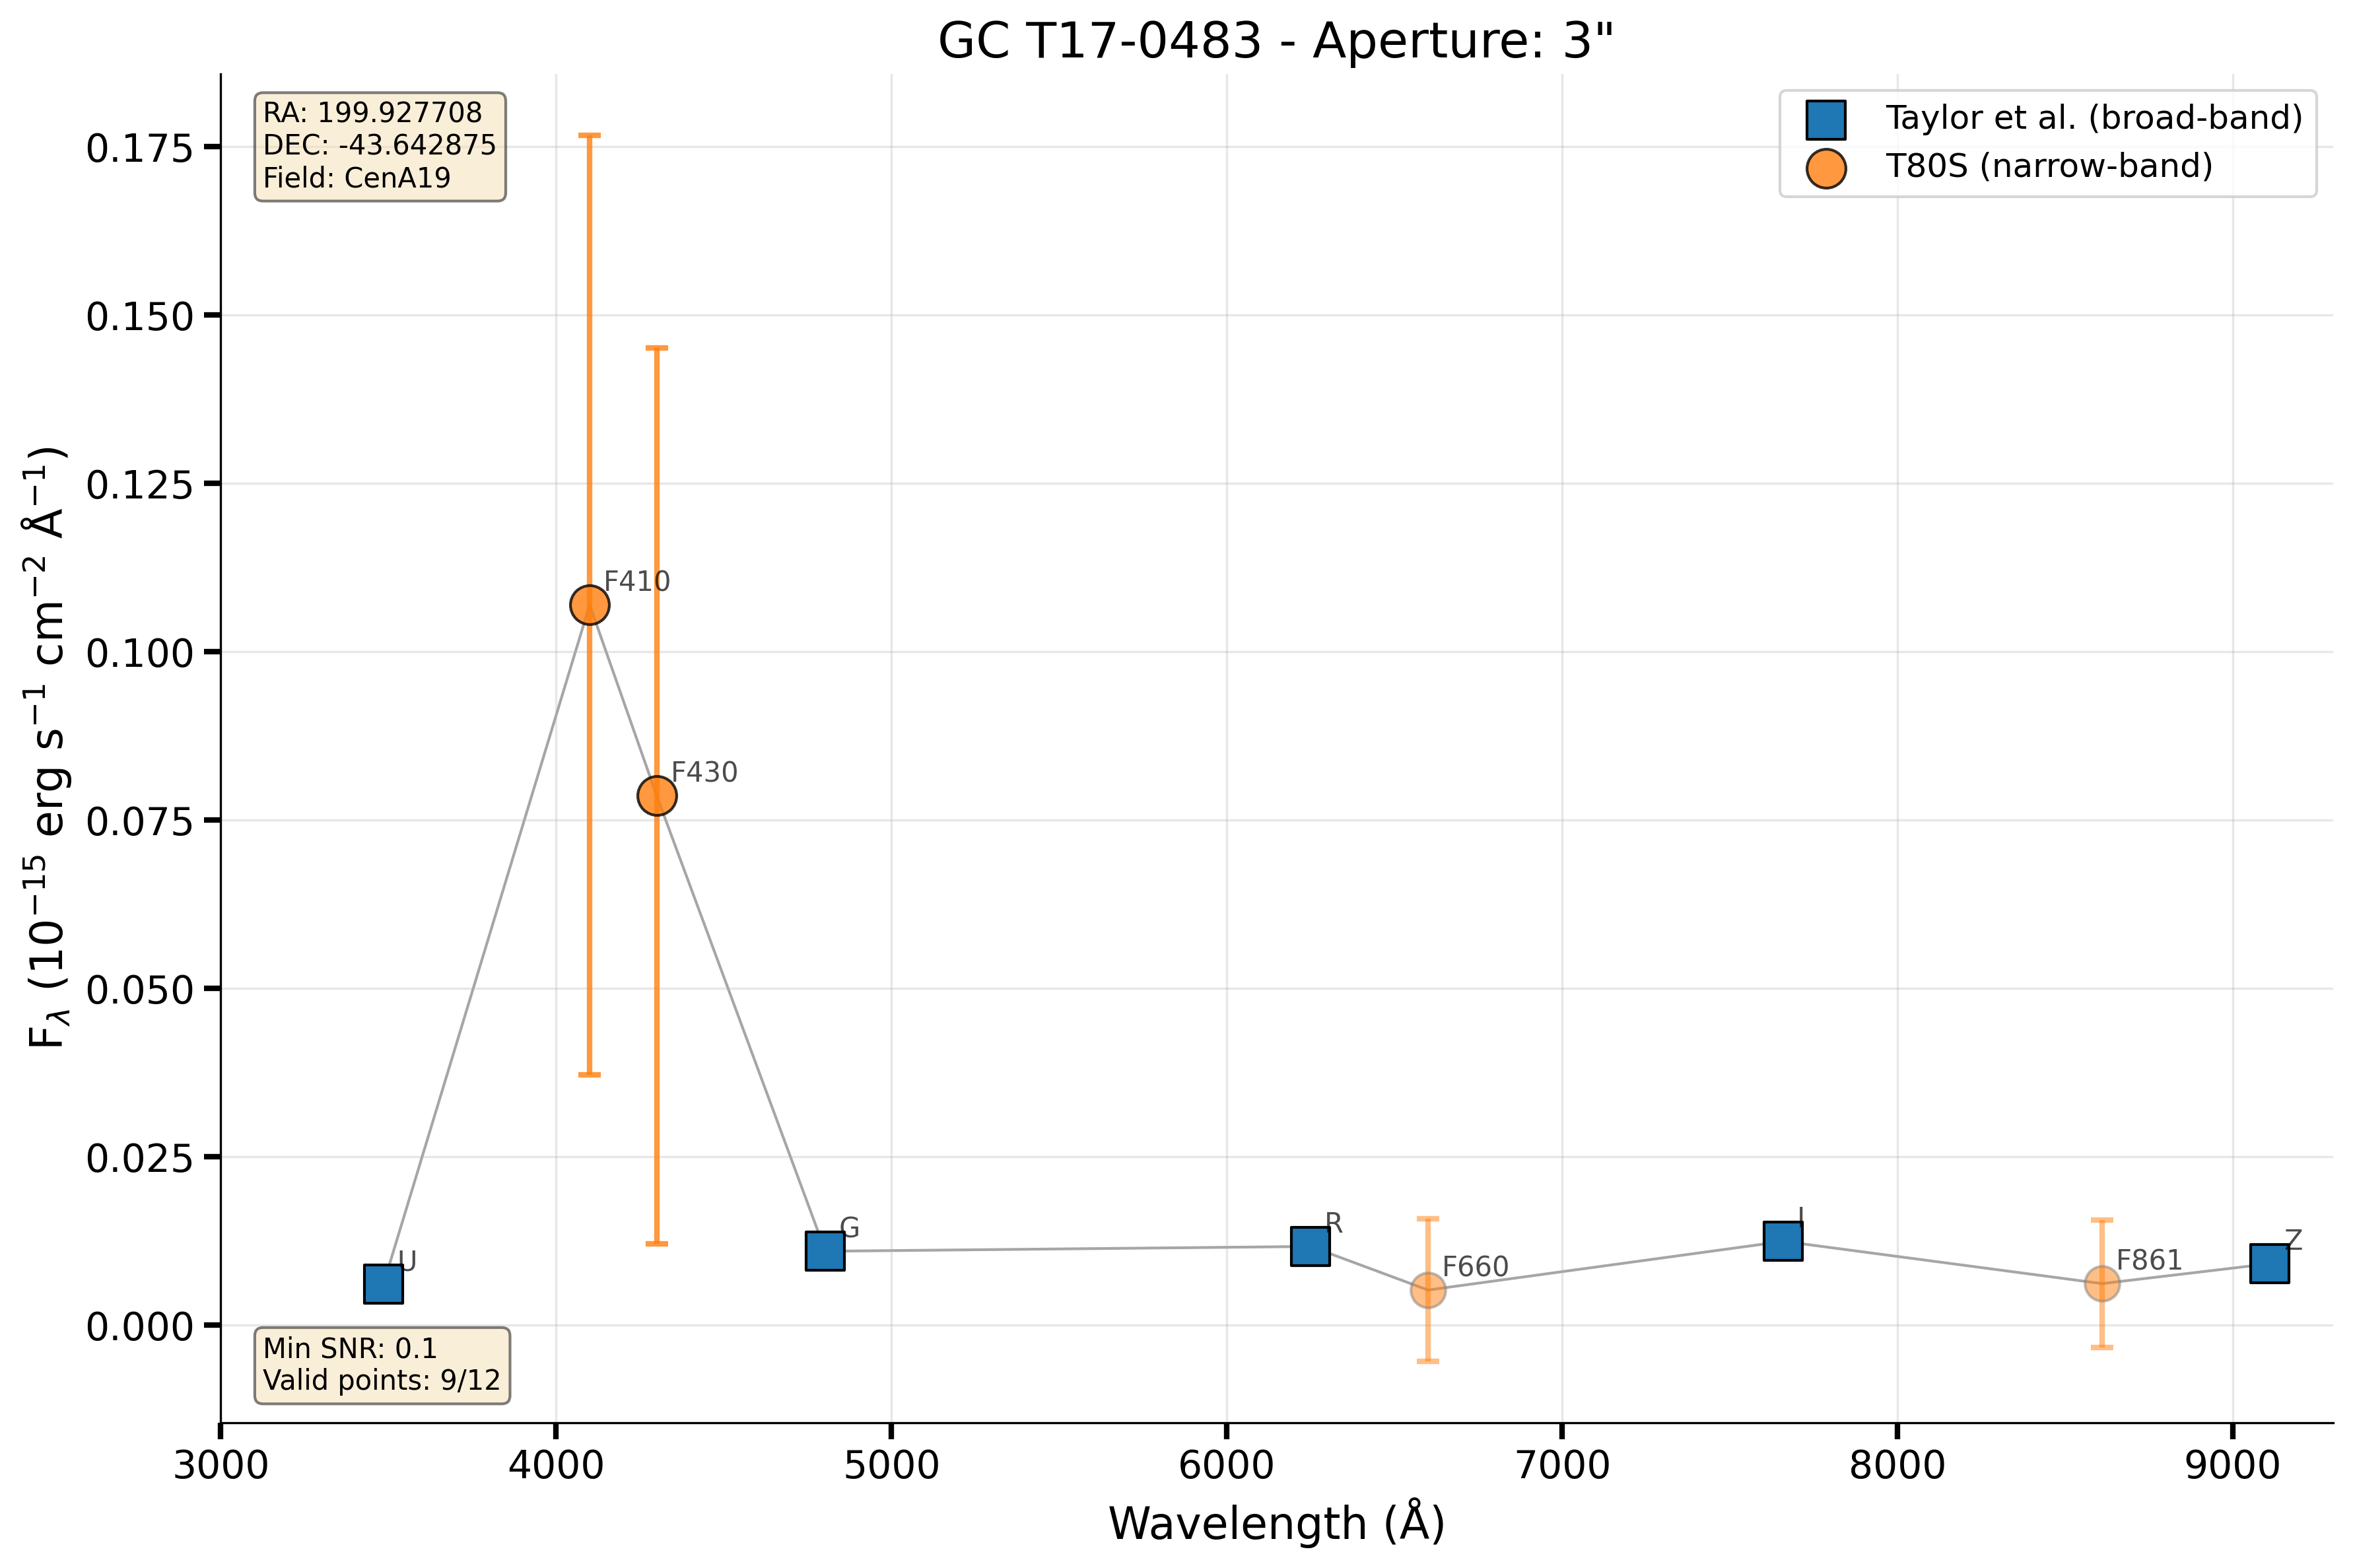 GC T17-0483 - Aperture: 3"
RA: 199.927708
DEC: -43.642875
Field: CenA19
Taylor et al. (broad-band)
T80S (narrow-band)
0.175
0.150
0.125
0.100
0.075
0.050
0.025
0.000
F410
F430
U
G
R
F660
I
F861
Z
Min SNR: 0.1
Valid points: 9/12
3000 4000 5000 6000 7000 8000 9000
Wavelength (Å)
Fλ (10⁻¹⁵ erg s⁻¹ cm⁻² Å⁻¹)